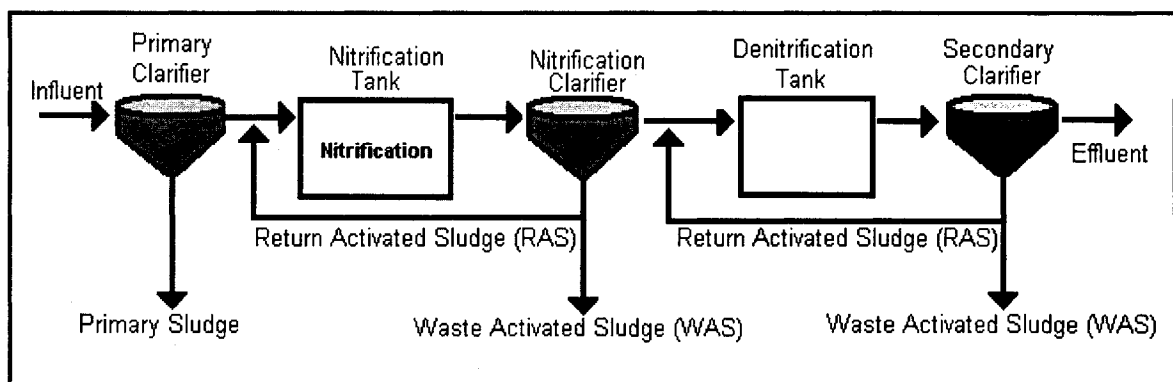 Primary
Clarifier
Nitrification
Tank
Nitrification
Clarifier
Denitrification
Tank
Secondary
Clarifier
Influent
Nitrification
Effluent
Return Activated Sludge (RAS)
Return Activated Sludge (RAS)
Primary Sludge
Waste Activated Sludge (WAS)
Waste Activated Sludge (WAS)